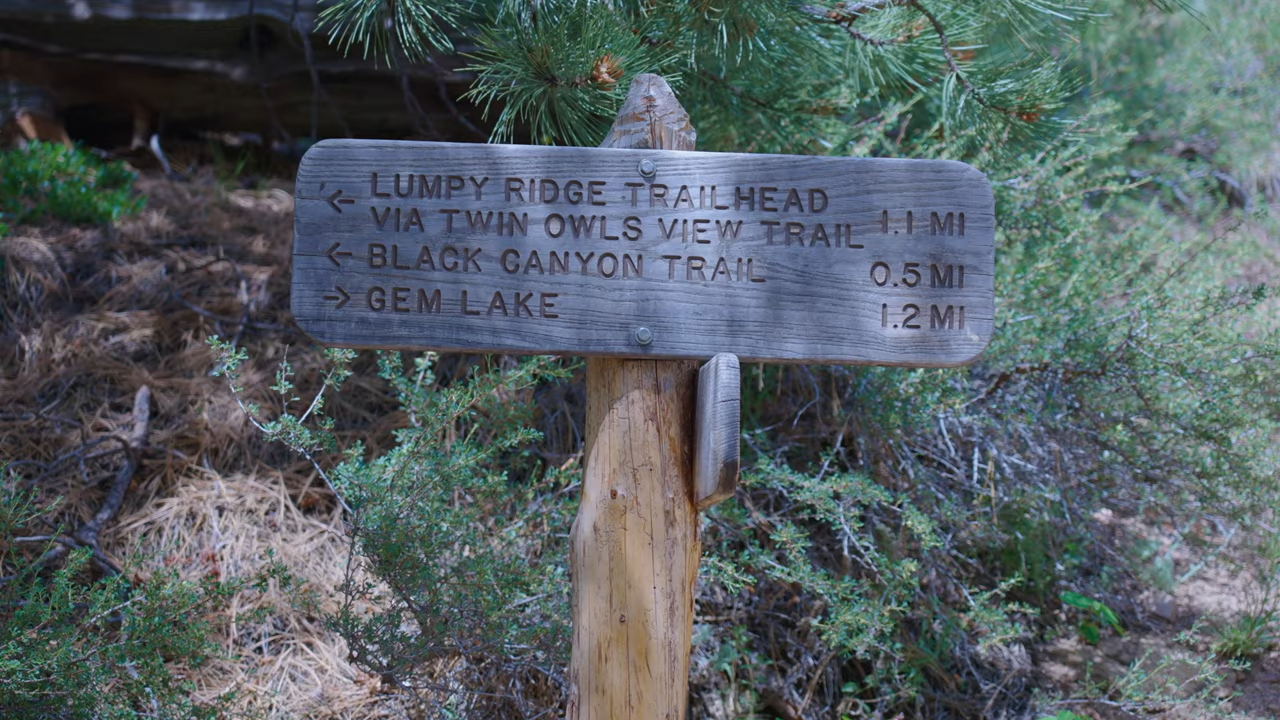 ← LUMPY RIDGE TRAILHEAD
VIA TWIN OWLS VIEW TRAIL 1.1 MI
← BLACK CANYON TRAIL 0.5 MI
→ GEM LAKE 1.2 MI